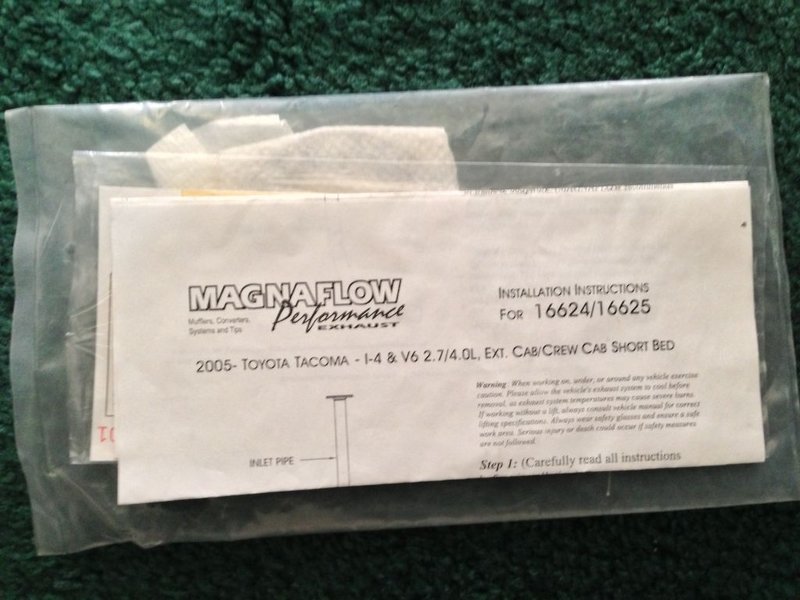 MAGNAFLOW
Performance
EXHAUST
Mufflers, Converters,
Systems and Tips
INSTALLATION INSTRUCTIONS
FOR 16624/16625
2005- TOYOTA TACOMA - I-4 & V6 2.7/4.0L, EXT. CAB/CREW CAB SHORT BED
INLET PIPE
Warning: When working on, under, or around any vehicle exercise
caution. Please allow the vehicle's exhaust system to cool before
removal, as exhaust system temperatures may cause severe burns.
If working without a lift, always consult vehicle manual for correct
lifting specifications. Always wear safety glasses and ensure a safe
work area. Serious injury or death could occur if safety measures
are not followed.
Step 1: (Carefully read all instructions